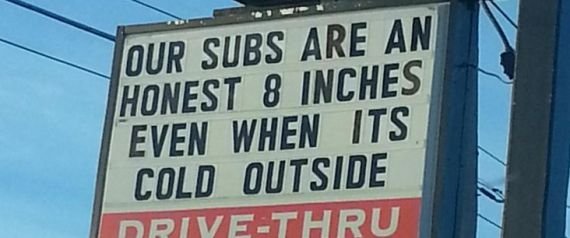 OUR SUBS ARE AN
HONEST 8 INCHES
EVEN WHEN ITS
COLD OUTSIDE
DRIVE-THRU